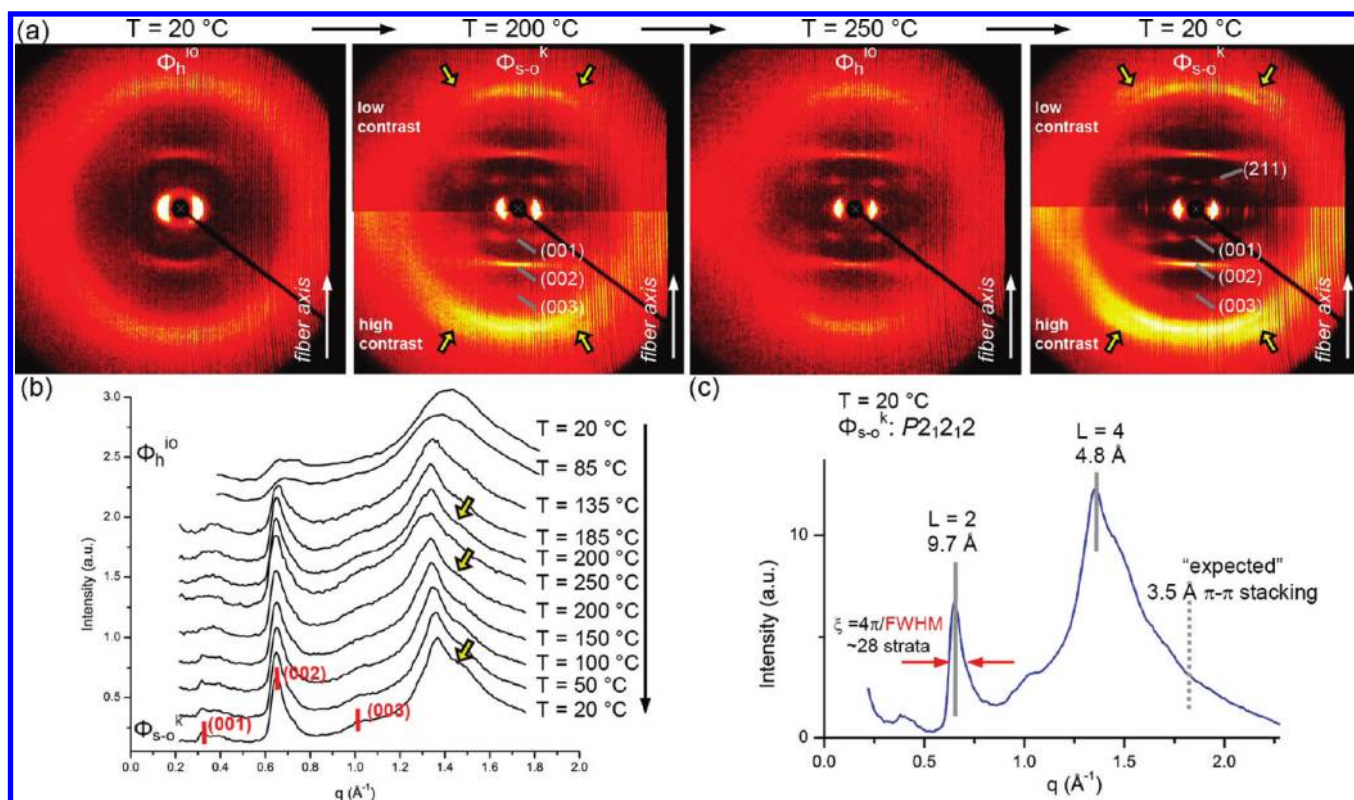 (a) T = 20 °C T = 200 °C T = 250 °C T = 20 °C
Φh^io Φs-o^k Φh^io Φs-o^k
low contrast low contrast
(211)
(001) (001)
(002) (002)
(003) (003)
high contrast high contrast
fiber axis fiber axis fiber axis fiber axis
(b)
3.0
2.5
2.0
1.5
1.0
0.5
Intensity (a.u.)
Φh^io
T = 20 °C
T = 85 °C
T = 135 °C
T = 185 °C
T = 200 °C
T = 250 °C
T = 200 °C
T = 150 °C
T = 100 °C
T = 50 °C
T = 20 °C
(002)
(001)
(003)
Φs-o^k
0.0 0.2 0.4 0.6 0.8 1.0 1.2 1.4 1.6 1.8 2.0
q (Å-1)
(c)
T = 20 °C
Φs-o^k: P21212
L = 4
4.8 Å
L = 2
9.7 Å
"expected"
3.5 Å π-π stacking
ξ =4π/FWHM
~28 strata
10
0
Intensity (a.u.)
0.0 0.5 1.0 1.5 2.0
q (Å-1)